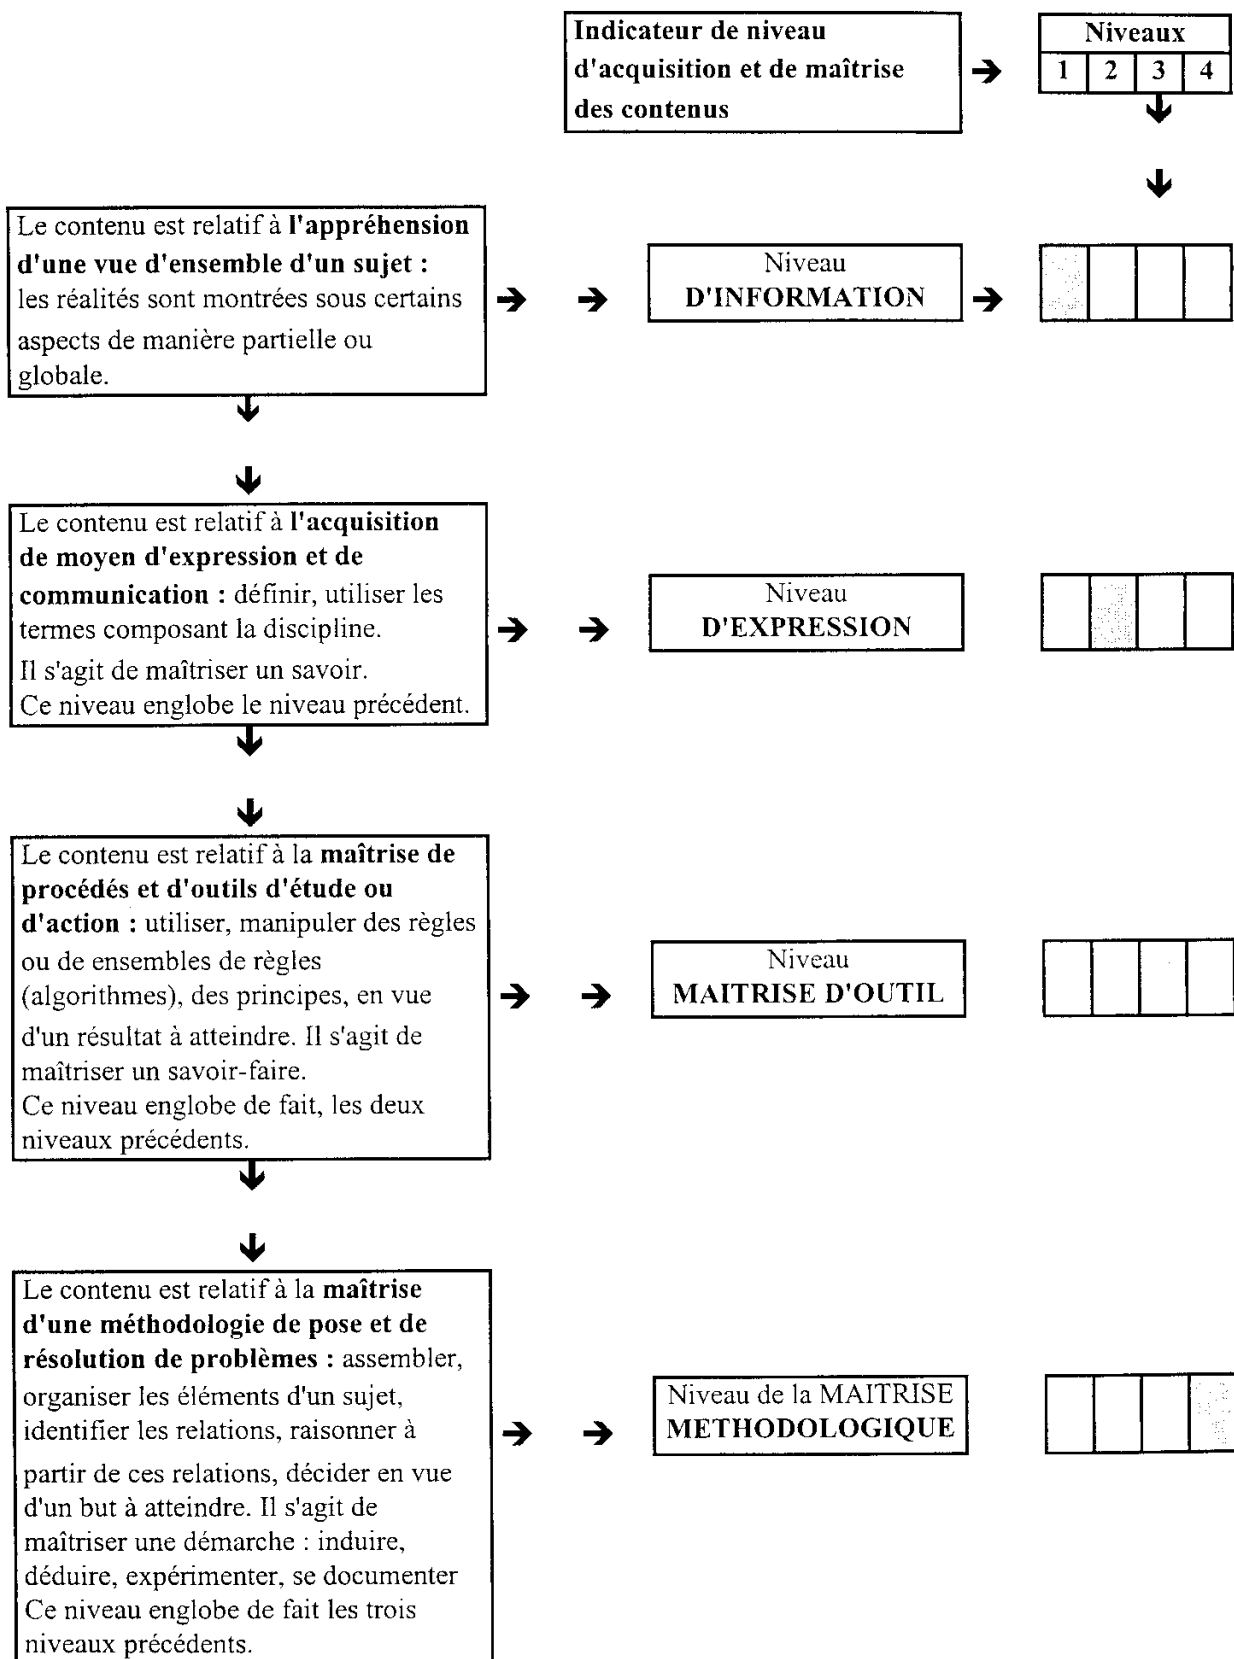 Indicateur de niveau
d'acquisition et de maîtrise
des contenus
Niveaux
1 2 3 4
Le contenu est relatif à l'appréhension
d'une vue d'ensemble d'un sujet :
les réalités sont montrées sous certains
aspects de manière partielle ou
globale.
Niveau
D'INFORMATION
Le contenu est relatif à l'acquisition
de moyen d'expression et de
communication : définir, utiliser les
termes composant la discipline.
Il s'agit de maîtriser un savoir.
Ce niveau englobe le niveau précédent.
Niveau
D'EXPRESSION
Le contenu est relatif à la maîtrise de
procédés et d'outils d'étude ou
d'action : utiliser, manipuler des règles
ou de ensembles de règles
(algorithmes), des principes, en vue
d'un résultat à atteindre. Il s'agit de
maîtriser un savoir-faire.
Ce niveau englobe de fait, les deux
niveaux précédents.
Niveau
MAITRISE D'OUTIL
Le contenu est relatif à la maîtrise
d'une méthodologie de pose et de
résolution de problèmes : assembler,
organiser les éléments d'un sujet,
identifier les relations, raisonner à
partir de ces relations, décider en vue
d'un but à atteindre. Il s'agit de
maîtriser une démarche : induire,
déduire, expérimenter, se documenter
Ce niveau englobe de fait les trois
niveaux précédents.
Niveau de la MAITRISE
METHODOLOGIQUE